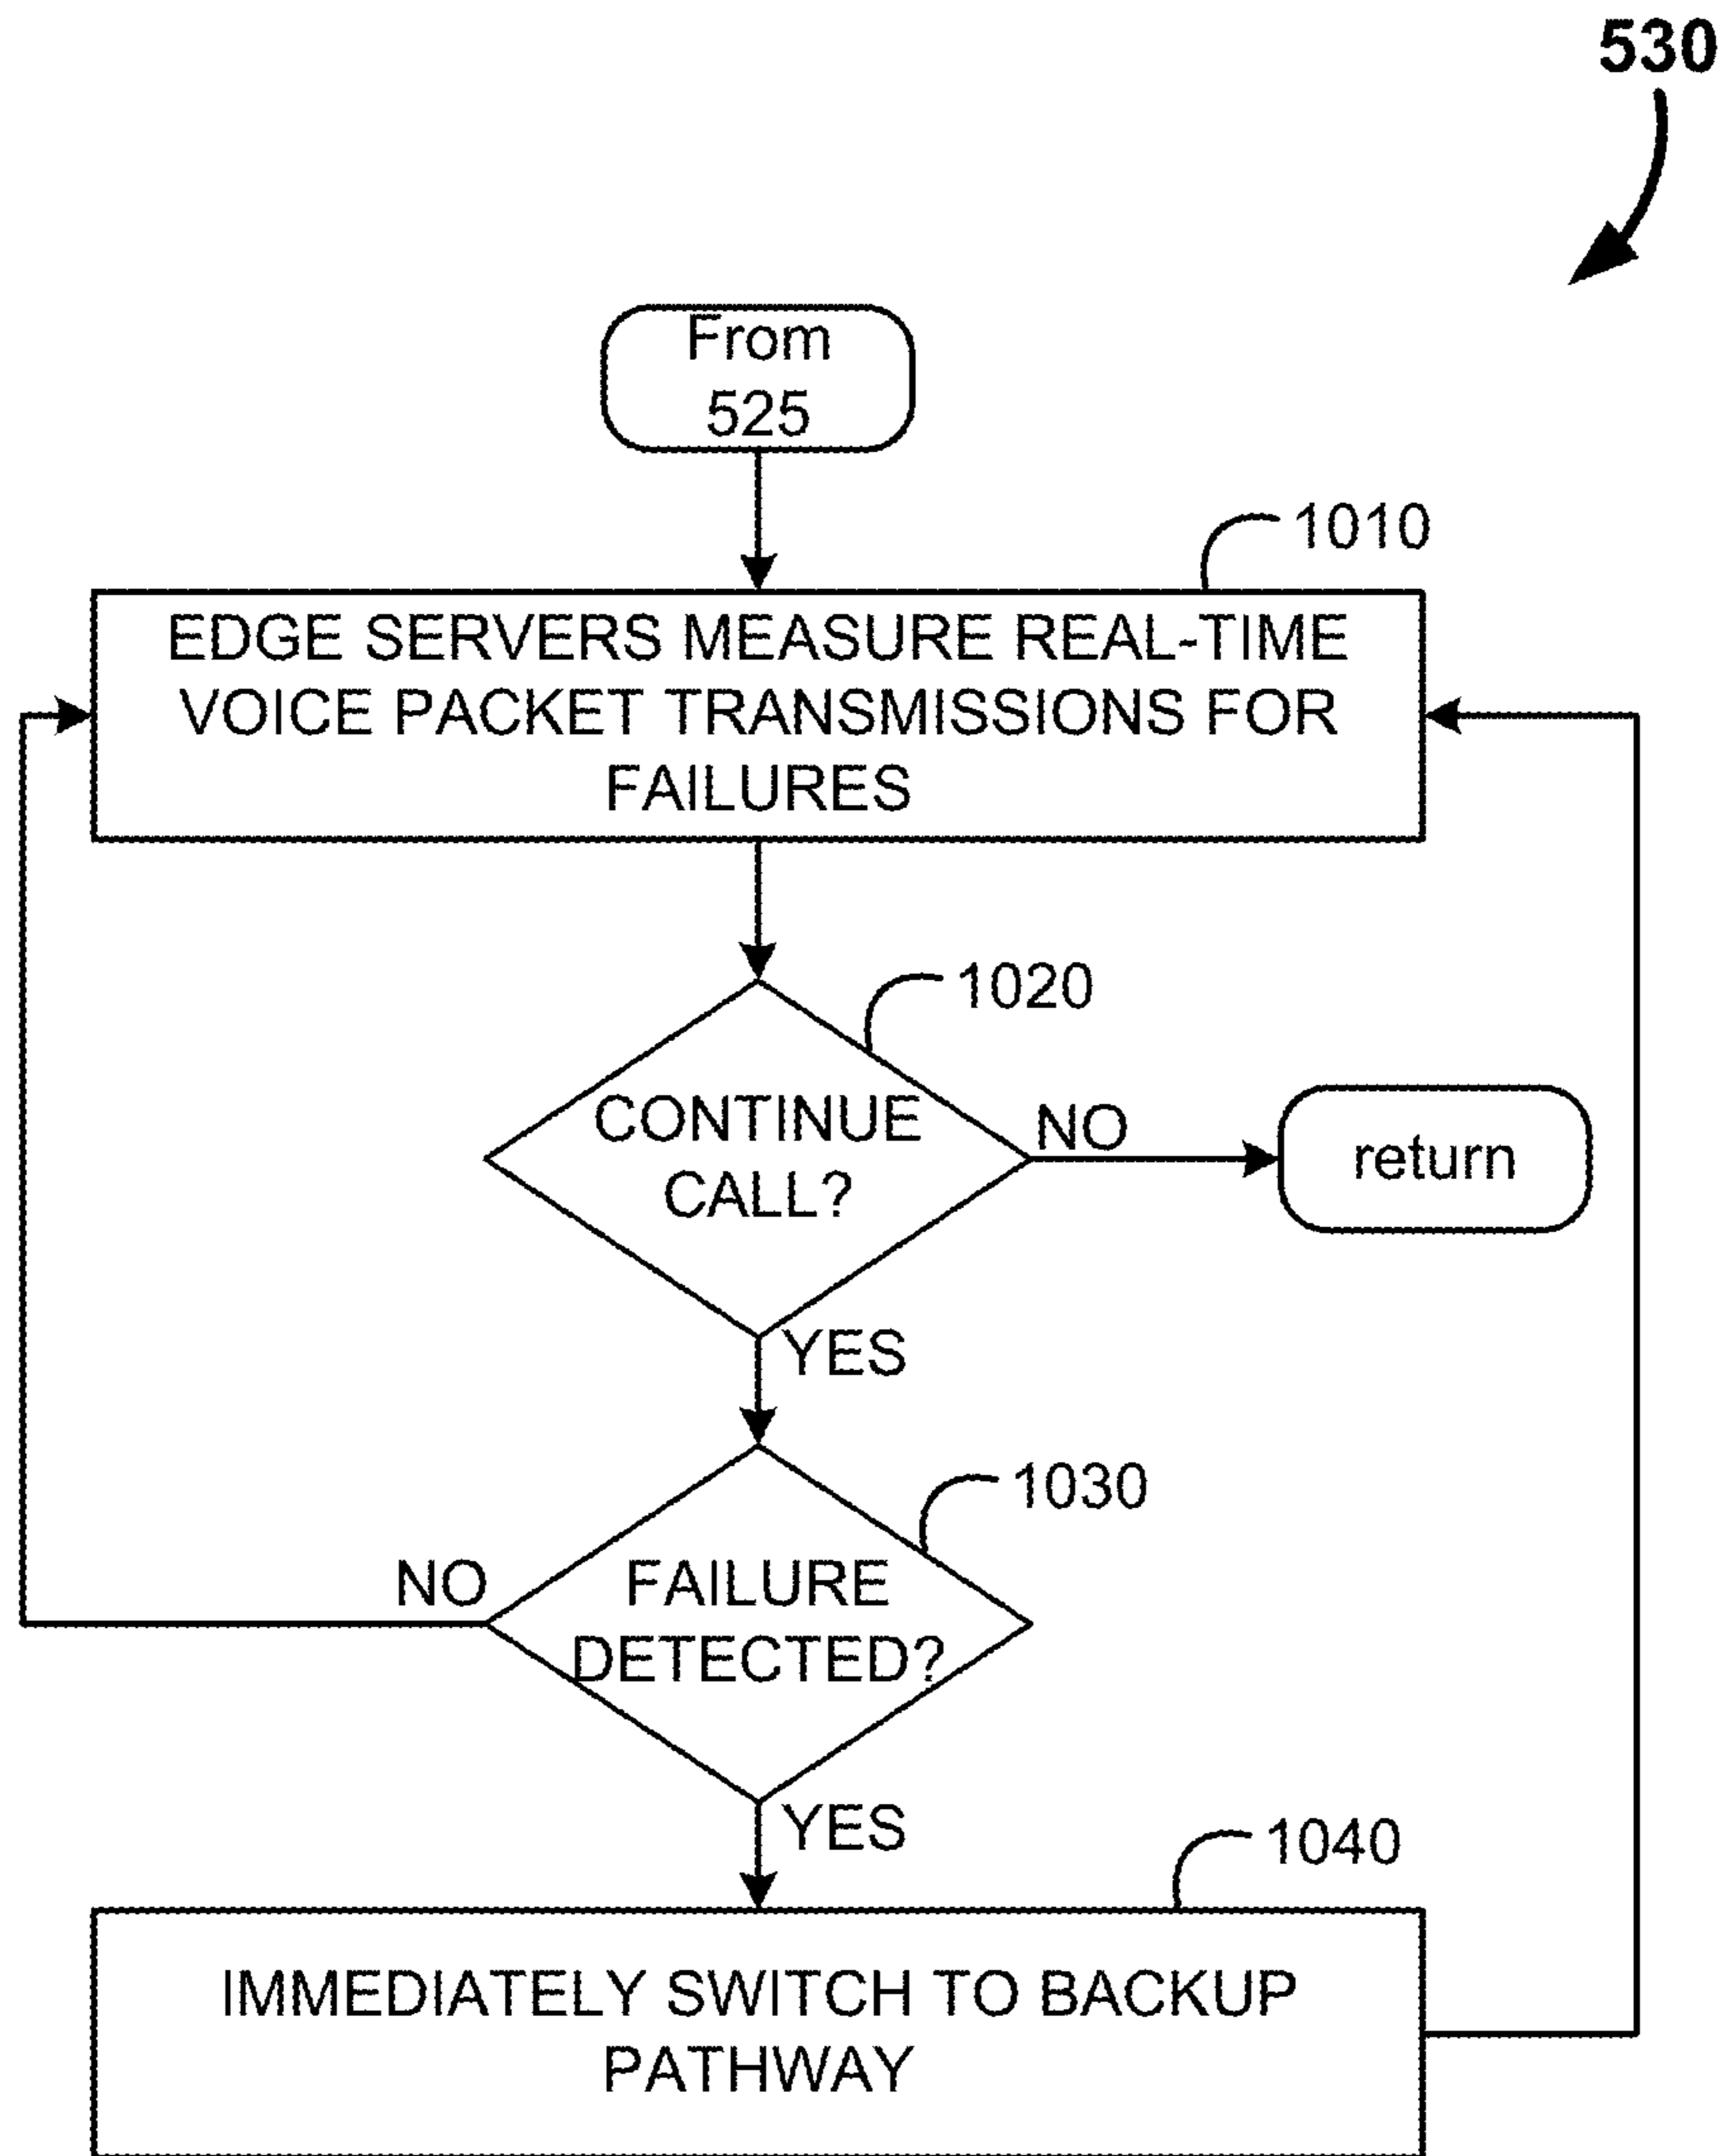 530
From
525
1010
EDGE SERVERS MEASURE REAL-TIME
VOICE PACKET TRANSMISSIONS FOR
FAILURES
1020
CONTINUE
CALL?
NO
return
YES
1030
NO
FAILURE
DETECTED?
YES
1040
IMMEDIATELY SWITCH TO BACKUP
PATHWAY